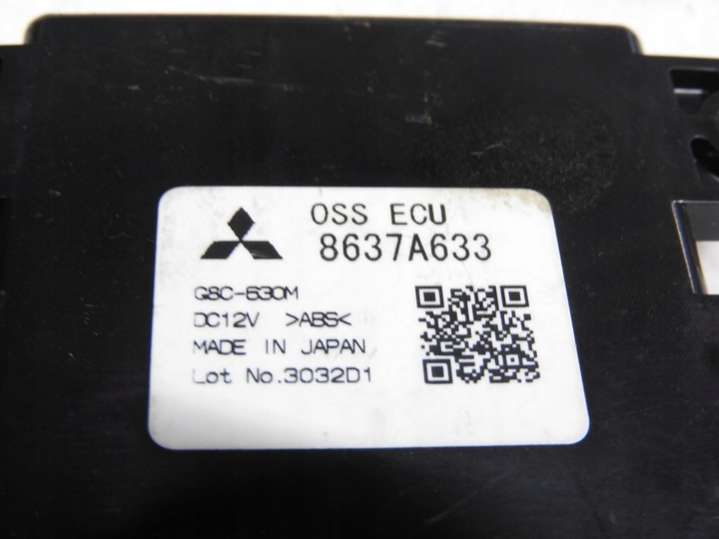 OSS ECU
8637A633
G8C-630M
DC12V >ABS<
MADE IN JAPAN
Lot No.3032D1